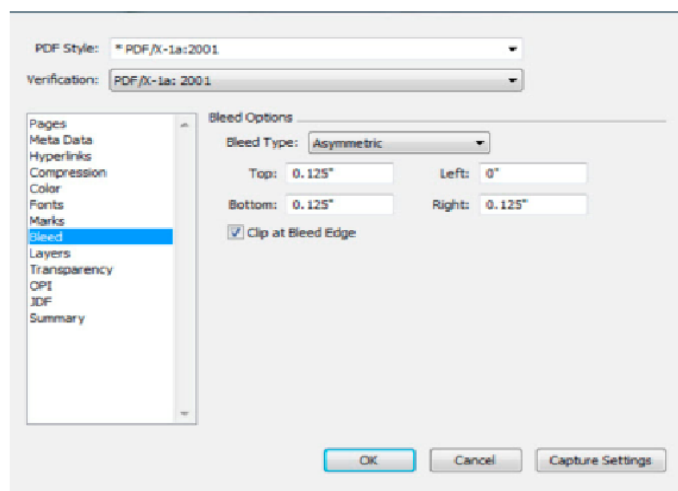 PDF Style: * PDF/X-1a:2001
Verification: PDF/X-1a: 2001
Pages
Meta Data
Hyperlinks
Compression
Color
Fonts
Marks
Bleed
Layers
Transparency
OPI
JDF
Summary
Bleed Options
Bleed Type: Asymmetric
Top: 0.125" Left: 0"
Bottom: 0.125" Right: 0.125"
Clip at Bleed Edge
OK Cancel Capture Settings